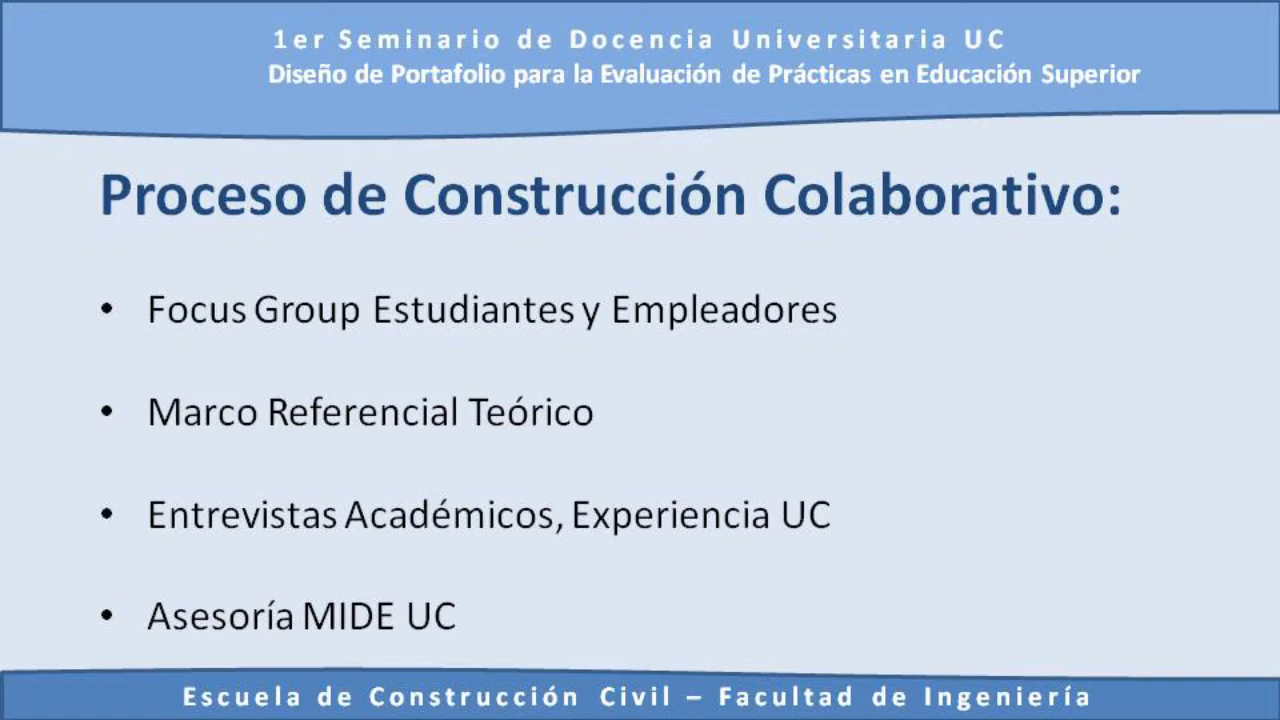 1er Seminario de Docencia Universitaria UC
Diseño de Portafolio para la Evaluación de Prácticas en Educación Superior
Proceso de Construcción Colaborativo:
• Focus Group Estudiantes y Empleadores
• Marco Referencial Teórico
• Entrevistas Académicos, Experiencia UC
• Asesoría MIDE UC
Escuela de Construcción Civil – Facultad de Ingeniería